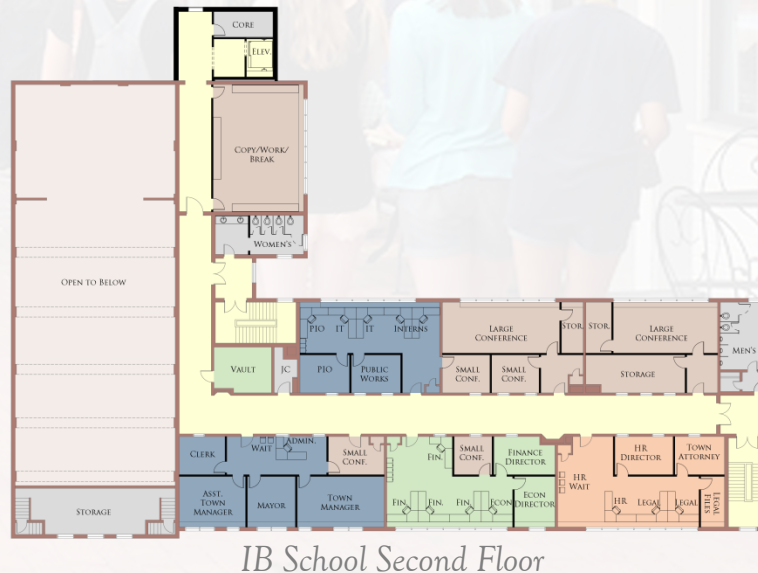 CORE
ELEV.
COPY/WORK/
BREAK
WOMEN'S
OPEN TO BELOW
PIO IT IT INTERNS
LARGE
CONFERENCE
STOR.
STOR.
LARGE
CONFERENCE
MEN'S
VAULT
JC
PIO
PUBLIC
WORKS
SMALL
CONF.
SMALL
CONF.
STORAGE
CLERK
WAIT
ADMIN.
SMALL
CONF.
FIN.
SMALL
CONF.
FINANCE
DIRECTOR
HR
WAIT
HR
DIRECTOR
TOWN
ATTORNEY
ASST.
TOWN
MANAGER
MAYOR
TOWN
MANAGER
FIN. FIN. FIN. ECON
ECON
DIRECTOR
HR LEGAL LEGAL
LEGAL
FILES
STORAGE
IB School Second Floor